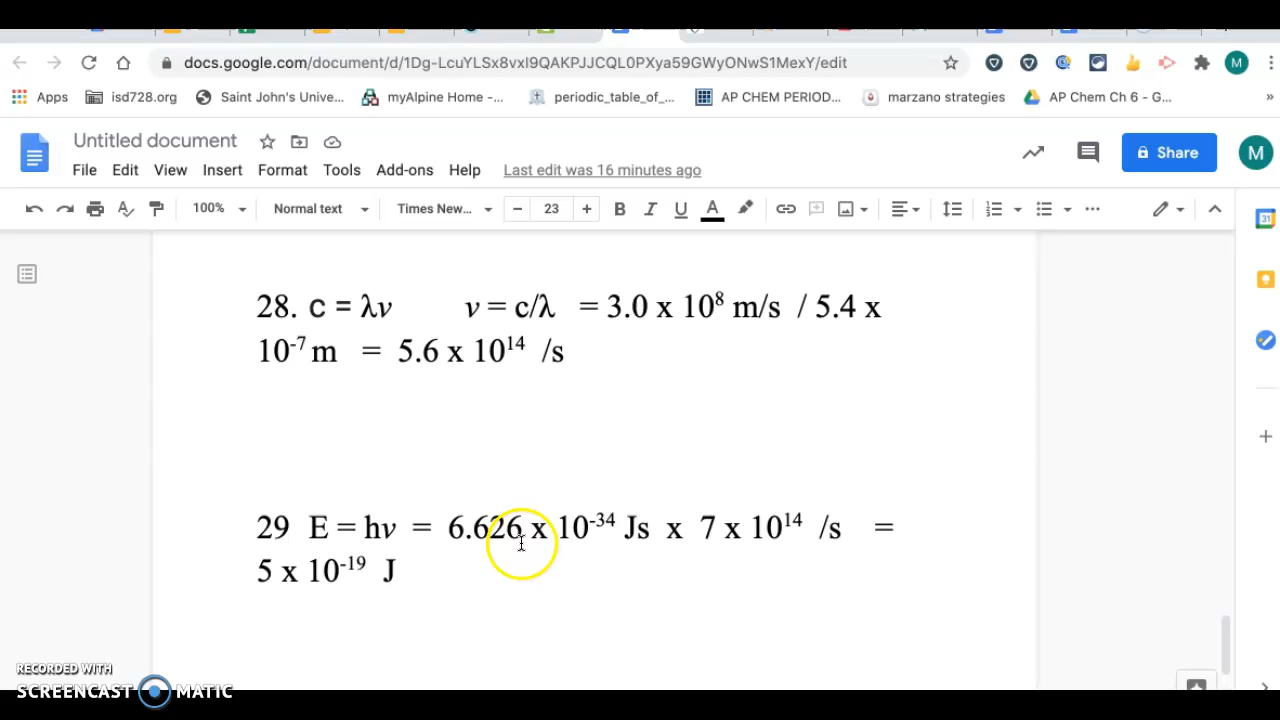 docs.google.com/document/d/1Dg-LcuYLSx8vxI9QAKPJJCQL0PXya59GWyONwS1MexY/edit
M
Apps isd728.org Saint John's Unive... myAlpine Home -... periodic_table_of_... AP CHEM PERIOD... marzano strategies AP Chem Ch 6 - G... »
Untitled document
Share
M
File Edit View Insert Format Tools Add-ons Help Last edit was 16 minutes ago
100% Normal text Times New... 23 B I U A
31
28. c = λν ν = c/λ = 3.0 x 10⁸ m/s / 5.4 x
10⁻⁷ m = 5.6 x 10¹⁴ /s
29 E = hν = 6.626 x 10⁻³⁴ Js x 7 x 10¹⁴ /s =
5 x 10⁻¹⁹ J
RECORDED WITH
SCREENCAST MATIC